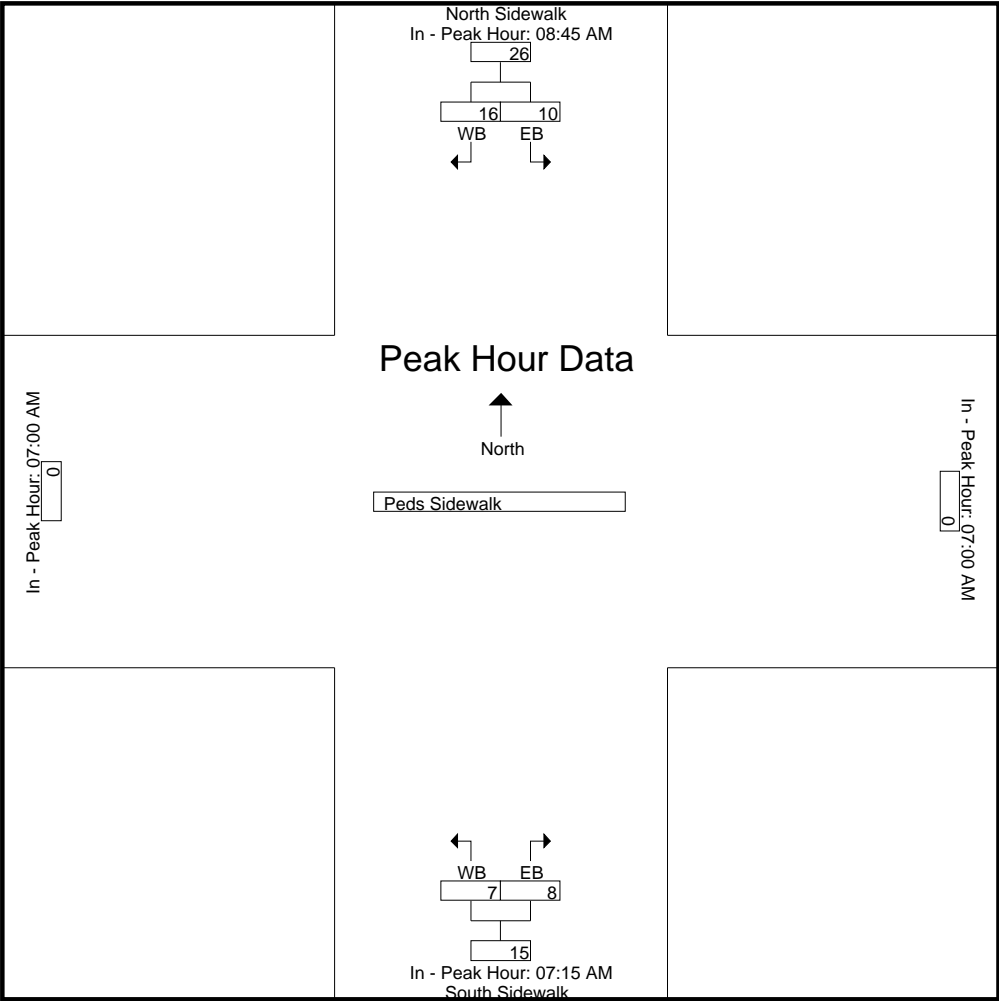 North Sidewalk
In - Peak Hour: 08:45 AM
26
16 10
WB EB
Peak Hour Data
North
Peds Sidewalk
In - Peak Hour: 07:00 AM
0
In - Peak Hour: 07:00 AM
0
WB EB
7 8
15
In - Peak Hour: 07:15 AM
South Sidewalk